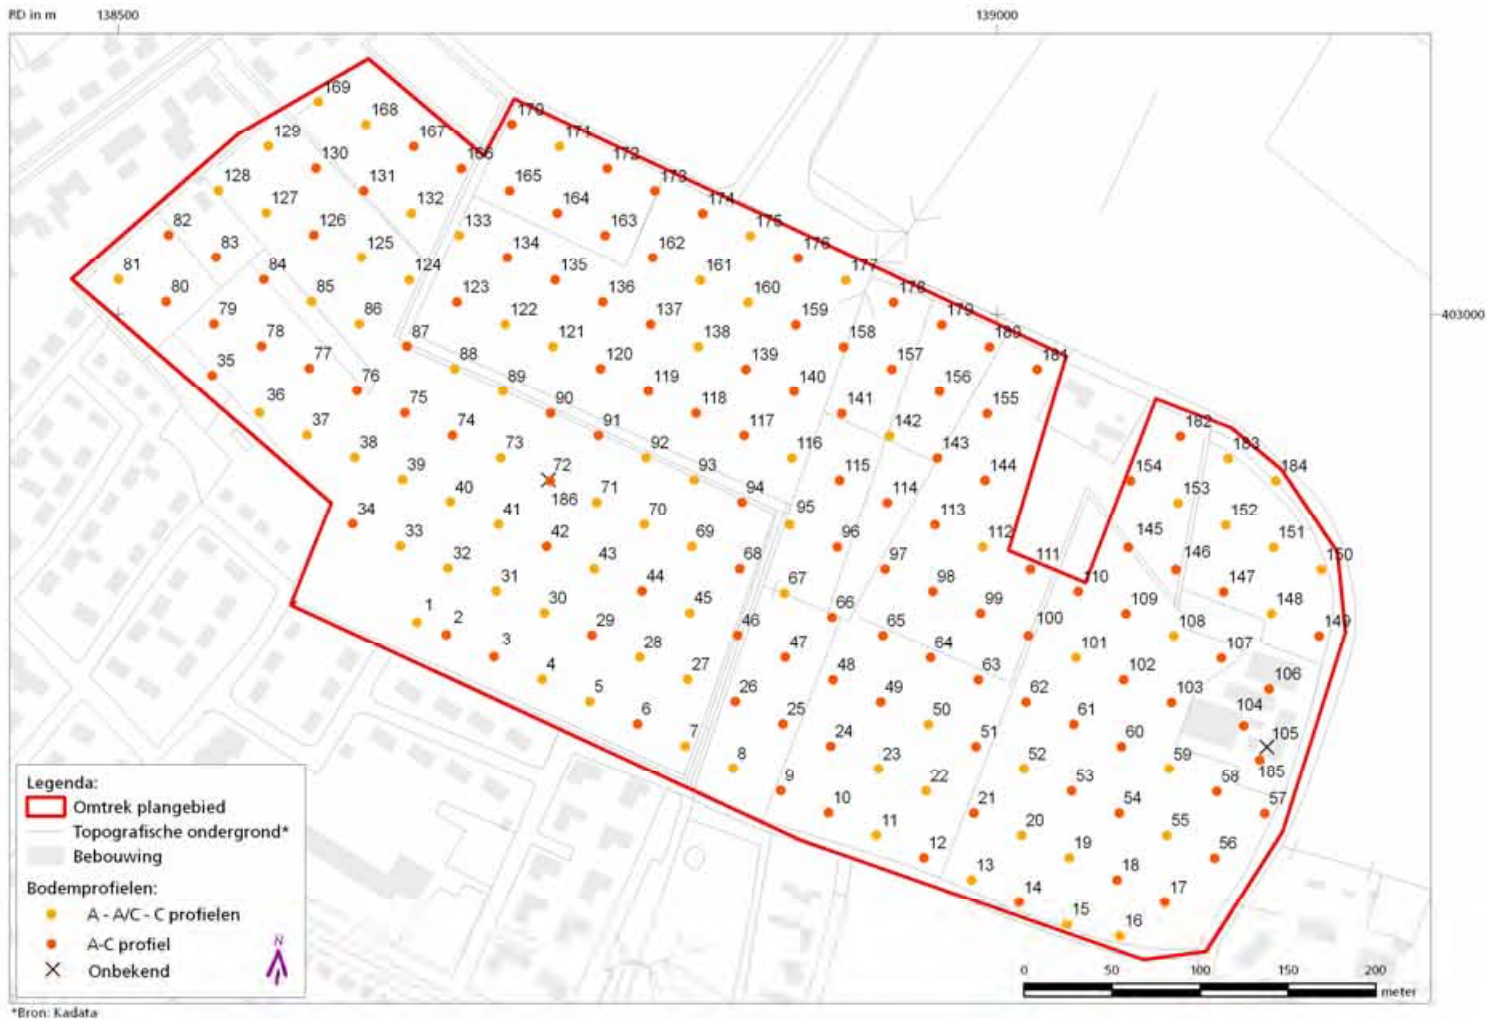 RD in m 138500 139000
169
168
129 167 170 171
130 166 172
128 131 165 173
127 132 164 174
82 126 133 163 175
83 125 134 162 176
81 84 124 135 161 177
80 85 123 136 160 178
79 86 122 137 159 179
403000
78 87 121 138 158 180
35 77 88 120 139 157 181
76 89 119 140 156
36 75 90 118 141 155
37 74 91 117 142 182
38 73 92 116 143 183
39 72 93 115 144 154 184
40 186 71 94 114 153
34 41 70 95 113 152
33 42 69 96 112 145 151
32 43 68 97 111 146 150
31 44 67 98 110 147
1 30 45 66 99 109 148
2 29 46 65 100 108 149
3 28 47 64 101 107
4 27 48 63 102 106
5 26 49 62 103
6 25 50 61 104
7 24 51 60 105
8 23 52 59 185
9 22 53 58
10 21 54 57
11 20 55
12 19 56
13 18
14 17
15 16
Legenda:
Omtrek plangebied
Topografische ondergrond*
Bebouwing
Bodemprofielen:
A - A/C - C profielen
A-C profiel
Onbekend
N
0 50 100 150 200
meter
*Bron: Kadata